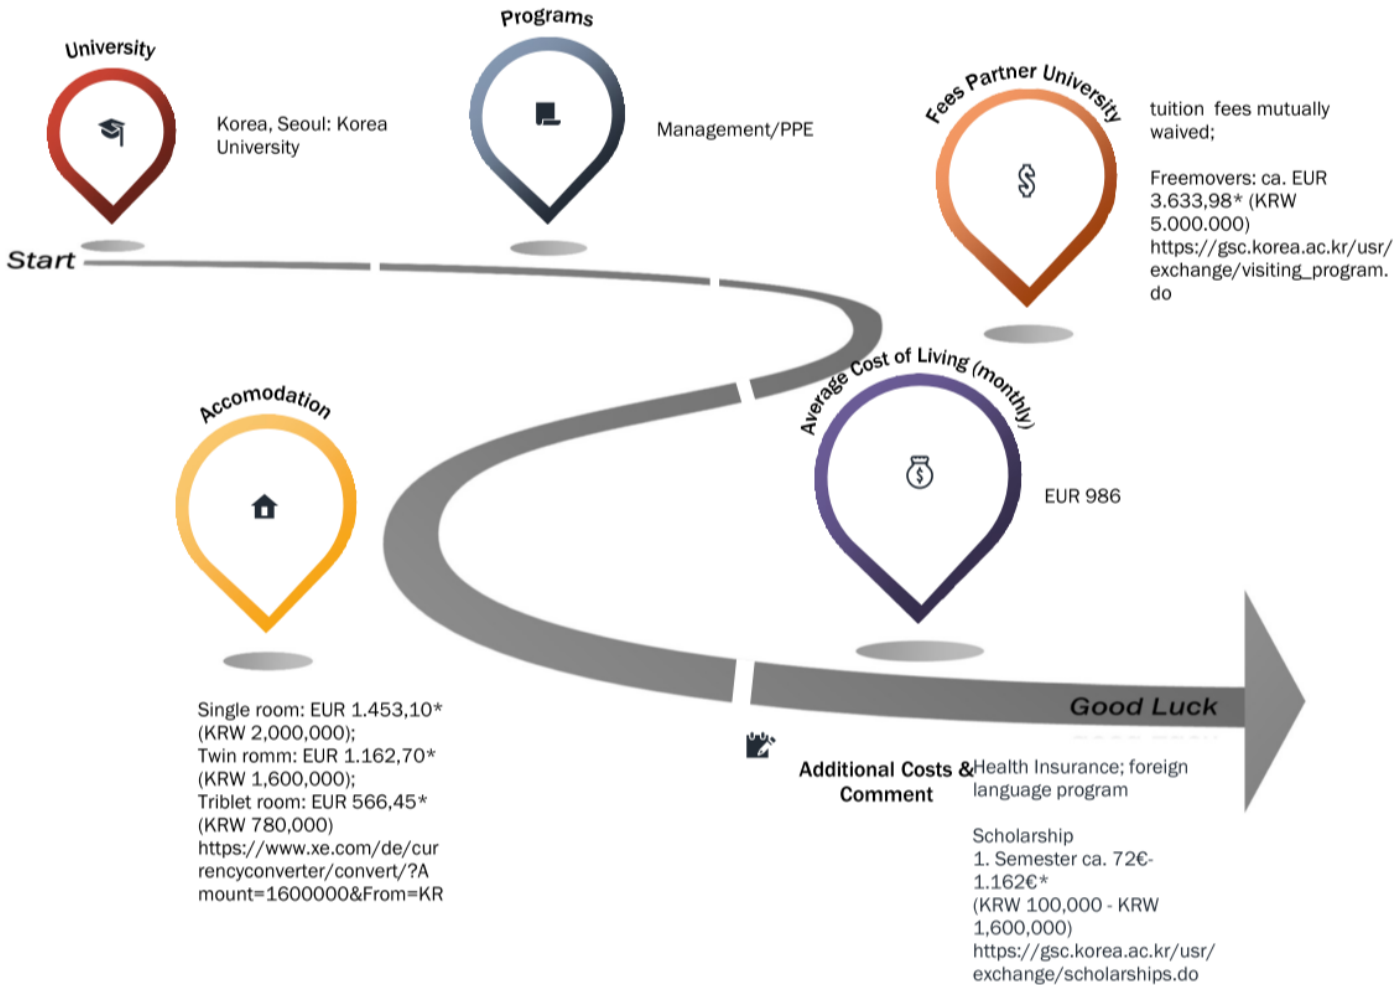 University
Korea, Seoul: Korea
University
Programs
Management/PPE
Fees Partner University
tuition fees mutually
waived;
Freemovers: ca. EUR
3.633,98* (KRW
5.000.000)
https://gsc.korea.ac.kr/usr/
exchange/visiting_program.
do
Start
Average Cost of Living (monthly)
EUR 986
Accomodation
Single room: EUR 1.453,10*
(KRW 2,000,000);
Twin romm: EUR 1.162,70*
(KRW 1,600,000);
Triblet room: EUR 566,45*
(KRW 780,000)
https://www.xe.com/de/cur
rencyconverter/convert/?A
mount=1600000&From=KR
Good Luck
Additional Costs &
Comment
Health Insurance; foreign
language program
Scholarship
1. Semester ca. 72€-
1.162€*
(KRW 100,000 - KRW
1,600,000)
https://gsc.korea.ac.kr/usr/
exchange/scholarships.do